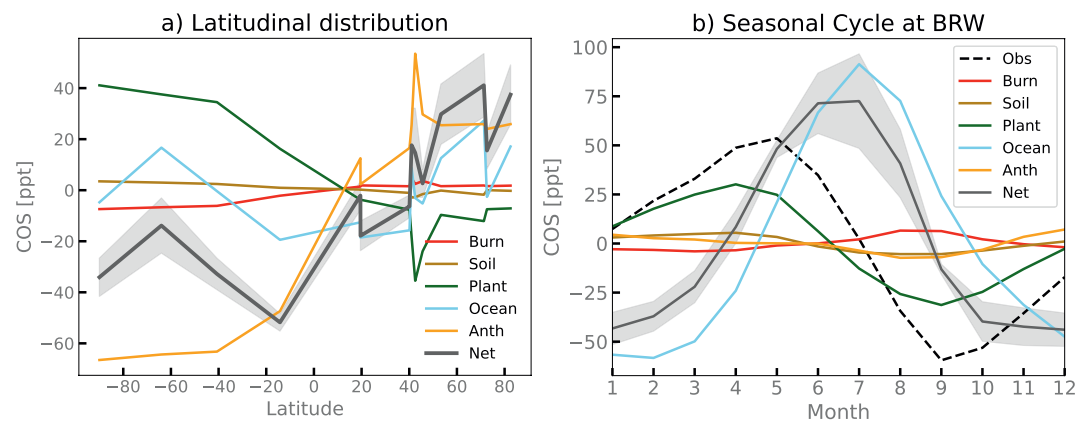 a) Latitudinal distribution
COS [ppt]
40
20
0
−20
−40
−60
−80
−60
−40
−20
0
20
40
60
80
Latitude
Burn
Soil
Plant
Ocean
Anth
Net
b) Seasonal Cycle at BRW
COS [ppt]
100
75
50
25
0
−25
−50
1
2
3
4
5
6
7
8
9
10
11
12
Month
Obs
Burn
Soil
Plant
Ocean
Anth
Net